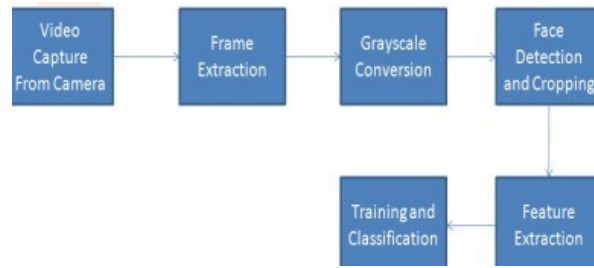 Video
Capture
From Camera
Frame
Extraction
Grayscale
Conversion
Face
Detection
and Cropping
Feature
Extraction
Training and
Classification